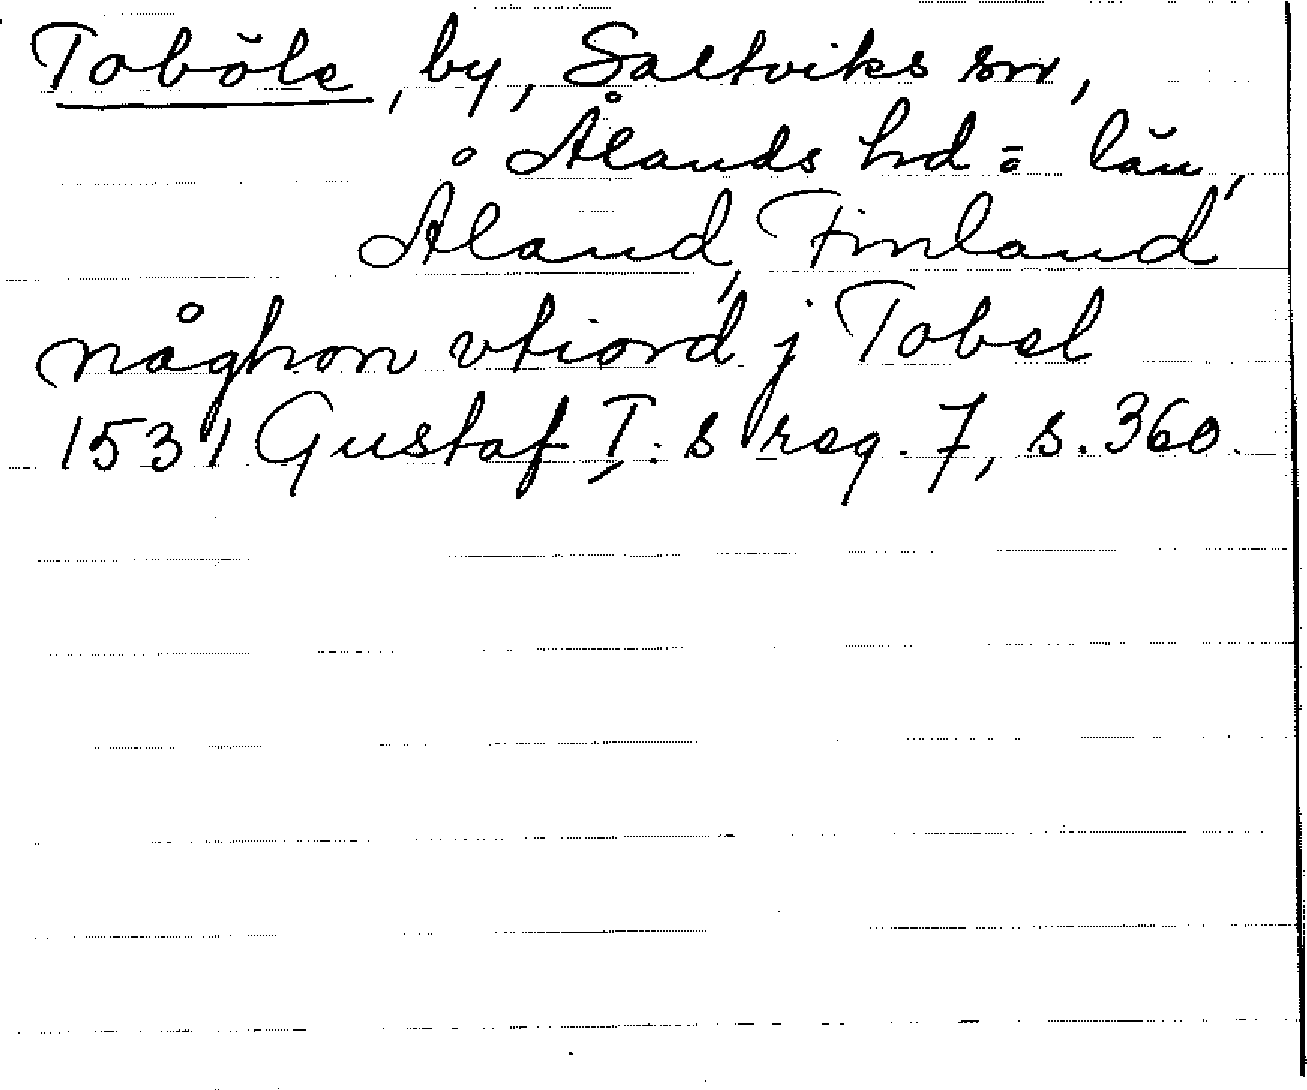 Toböle, by, Saltviks sn,
Ålands hd o län,
Åland, Finland
någhon vtiord j Tobel
1531 Gustaf I:s reg. 7, s. 360.